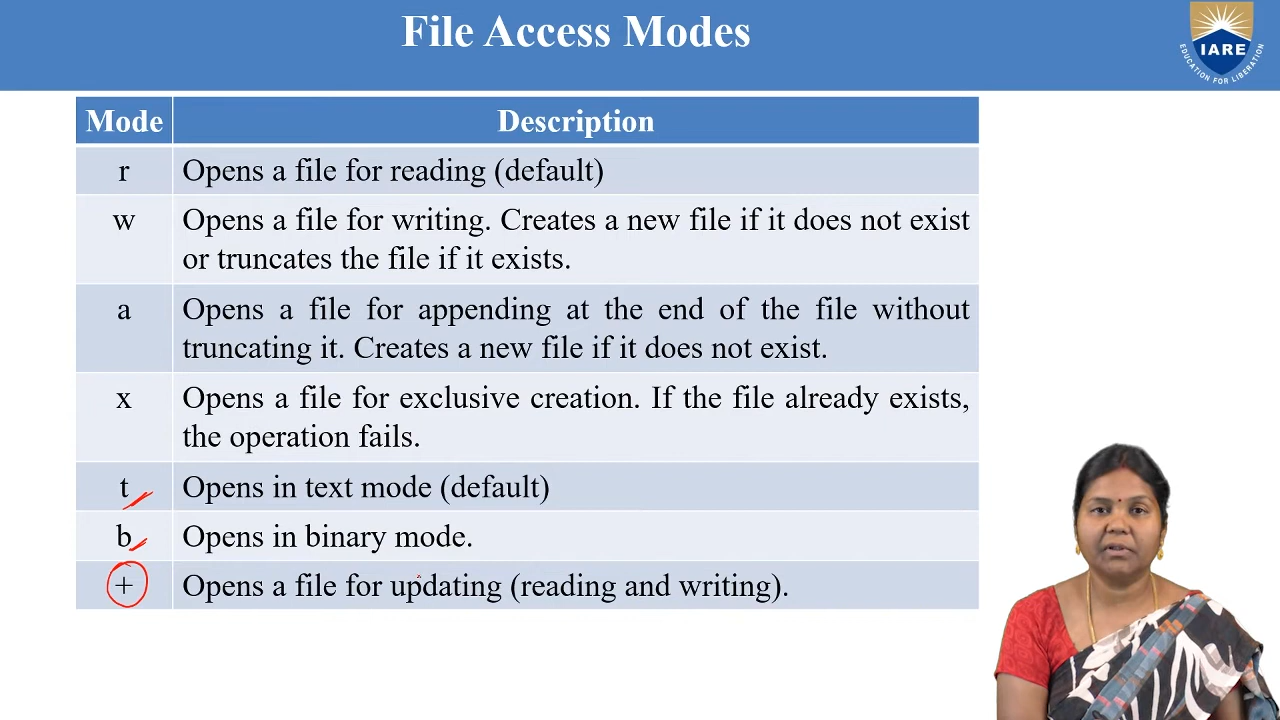 File Access Modes
IARE
EDUCATION FOR LIBERATION
Mode Description
r Opens a file for reading (default)
w Opens a file for writing. Creates a new file if it does not exist
or truncates the file if it exists.
a Opens a file for appending at the end of the file without
truncating it. Creates a new file if it does not exist.
x Opens a file for exclusive creation. If the file already exists,
the operation fails.
t Opens in text mode (default)
b Opens in binary mode.
+ Opens a file for updating (reading and writing).